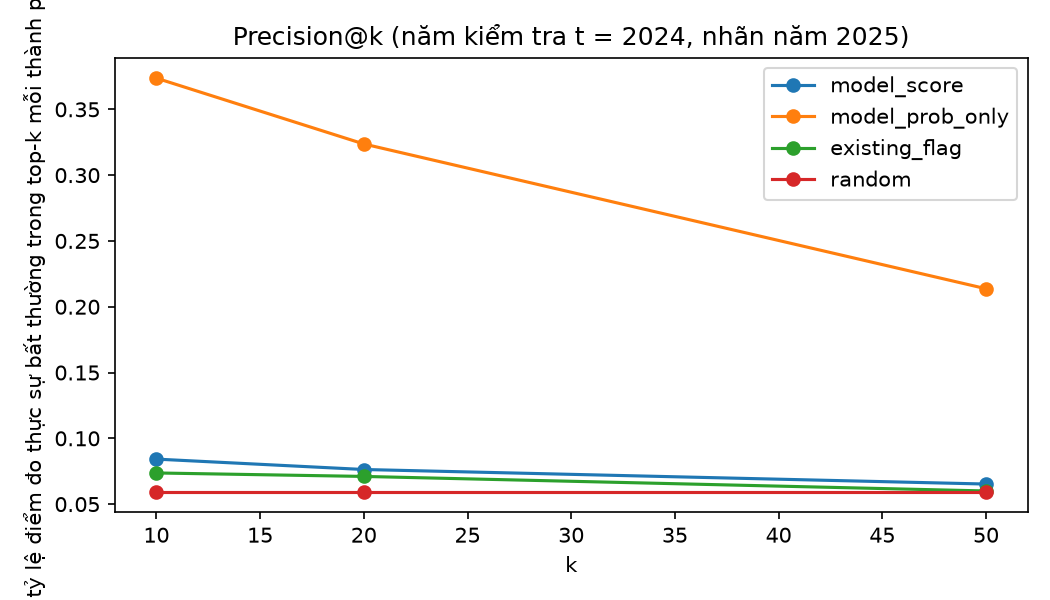 Precision@k (năm kiểm tra t = 2024, nhãn năm 2025)
tỷ lệ điểm đo thực sự bất thường trong top-k mỗi thành
0.35
0.30
0.25
0.20
0.15
0.10
0.05
model_score
model_prob_only
existing_flag
random
10 15 20 25 30 35 40 45 50
k